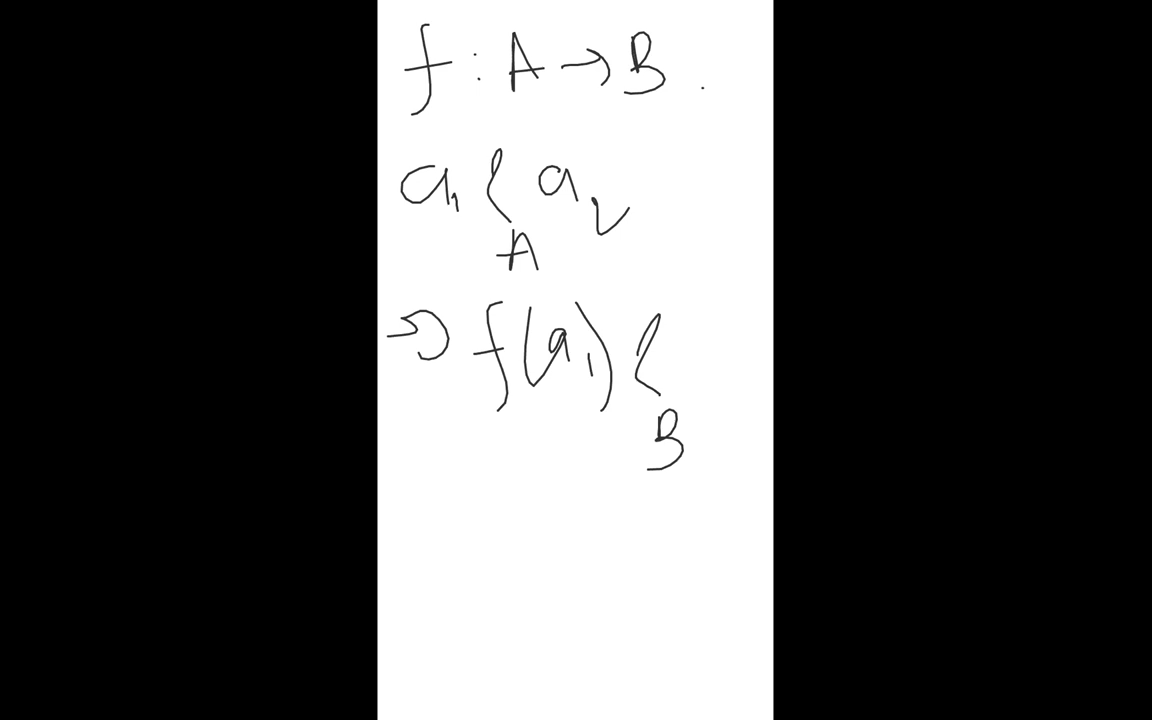 f : A → B .
a₁ <_A a₂
⇒ f(a₁) <_B